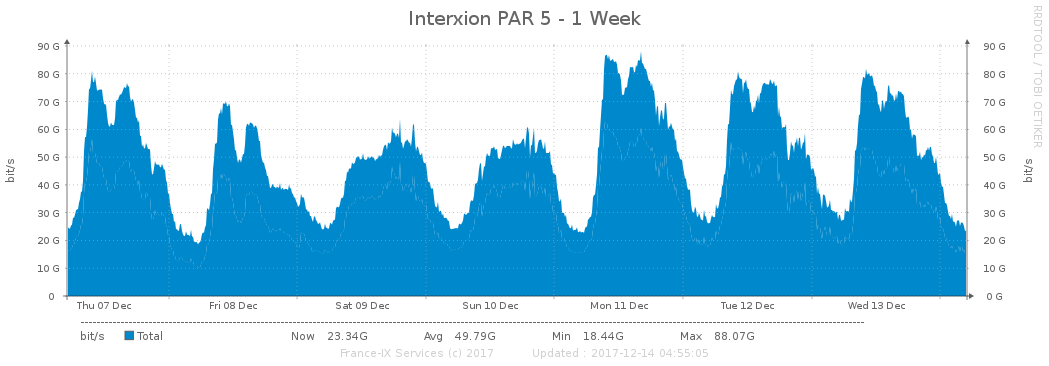 Interxion PAR 5 - 1 Week
RRDTOOL / TOBI OETIKER
90 G 90 G
80 G 80 G
70 G 70 G
60 G 60 G
50 G 50 G
40 G 40 G
30 G 30 G
20 G 20 G
10 G 10 G
0 0 G
bit/s
bit/s
Thu 07 Dec Fri 08 Dec Sat 09 Dec Sun 10 Dec Mon 11 Dec Tue 12 Dec Wed 13 Dec
bit/s Total Now 23.34G Avg 49.79G Min 18.44G Max 88.07G
France-IX Services (c) 2017 Updated : 2017-12-14 04:55:05